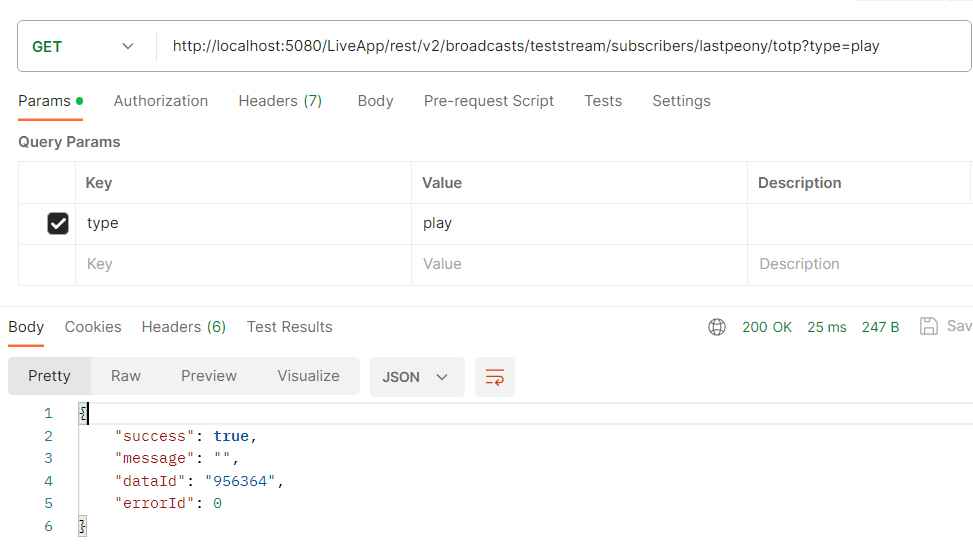 GET http://localhost:5080/LiveApp/rest/v2/broadcasts/teststream/subscribers/lastpeony/totp?type=play
Params Authorization Headers (7) Body Pre-request Script Tests Settings
Query Params
Key Value Description
type play
Key Value Description
Body Cookies Headers (6) Test Results 200 OK 25 ms 247 B Sav
Pretty Raw Preview Visualize JSON
1 {
2 "success": true,
3 "message": "",
4 "dataId": "956364",
5 "errorId": 0
6 }